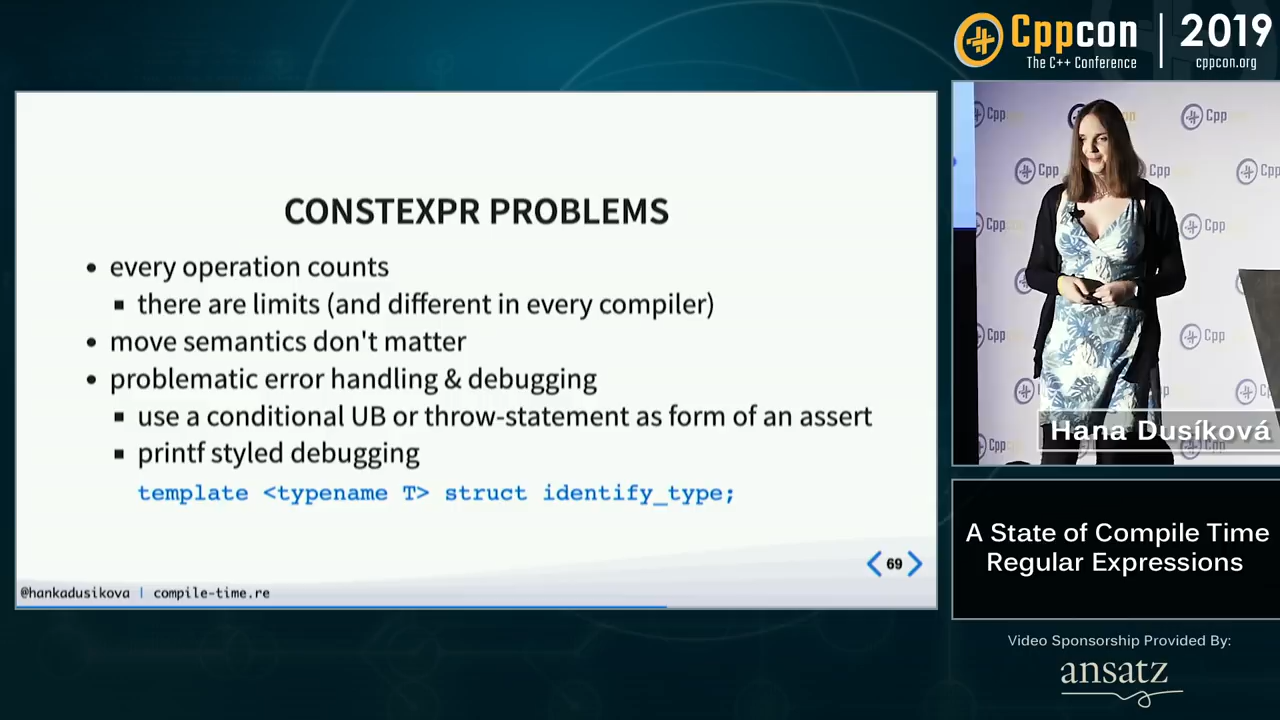 Cppcon | 2019
The C++ Conference
cppcon.org
CONSTEXPR PROBLEMS
• every operation counts
▪ there are limits (and different in every compiler)
• move semantics don't matter
• problematic error handling & debugging
▪ use a conditional UB or throw-statement as form of an assert
▪ printf styled debugging
template <typename T> struct identify_type;
69
@hankadusikova | compile-time.re
Hana Dusíková
A State of Compile Time
Regular Expressions
Video Sponsorship Provided By:
ansatz